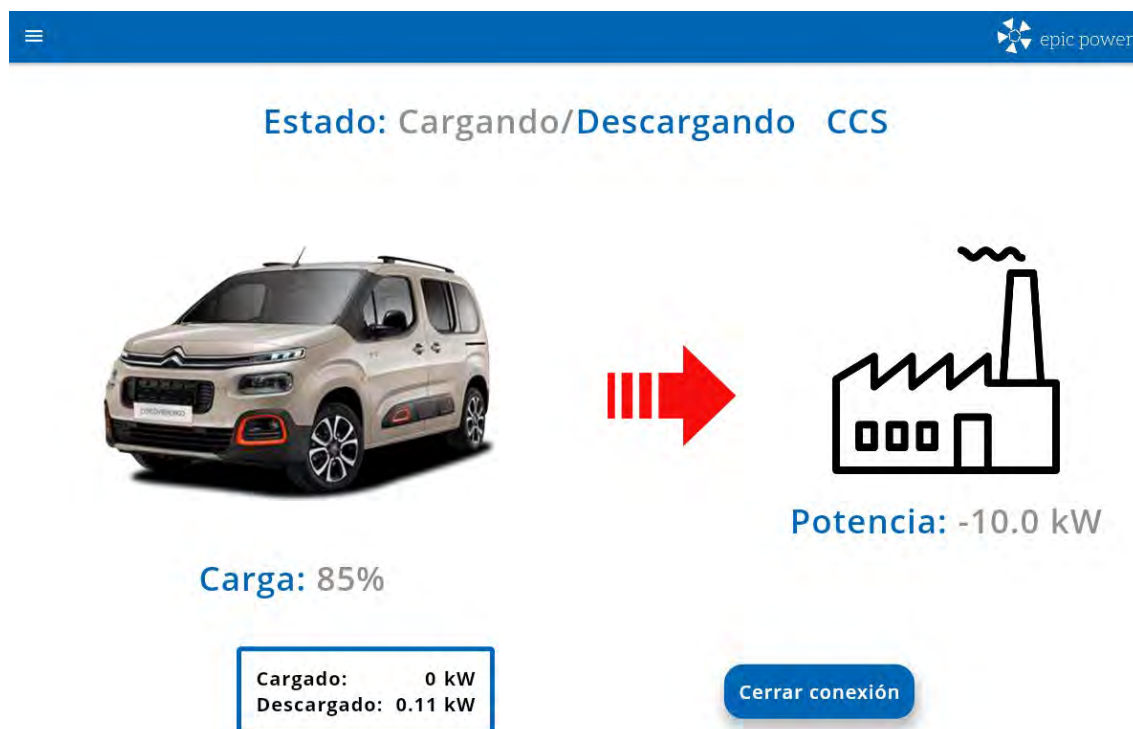 epic power
Estado: Cargando/Descargando CCS
Potencia: -10.0 kW
Carga: 85%
Cargado: 0 kW
Descargado: 0.11 kW
Cerrar conexión